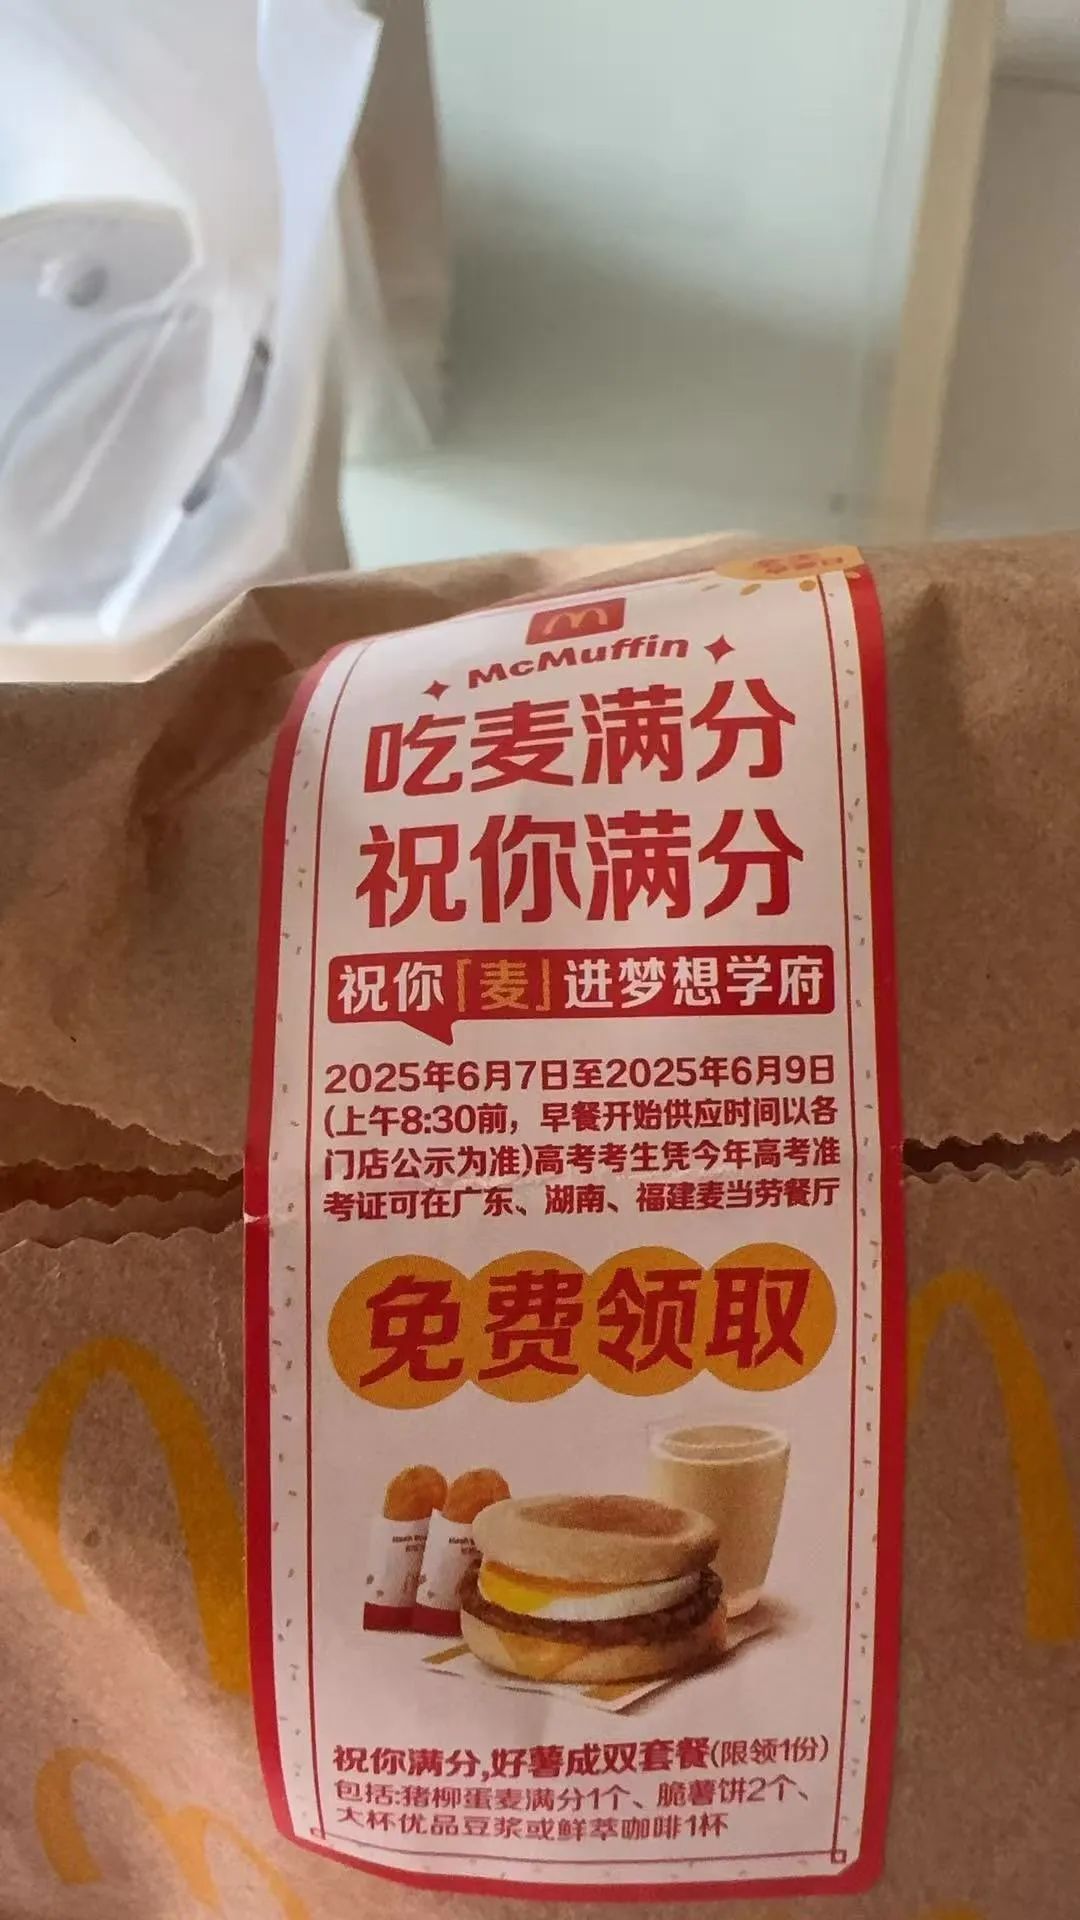 McMuffin
吃麦满分
祝你满分
祝你「麦」进梦想学府
2025年6月7日至2025年6月9日
(上午8:30前，早餐开始供应时间以各
门店公示为准)高考考生凭今年高考准
考证可在广东、湖南、福建麦当劳餐厅
免费领取
祝你满分,好薯成双套餐(限领1份)
包括:猪柳蛋麦满分1个、脆薯饼2个、
大杯优品豆浆或鲜萃咖啡1杯